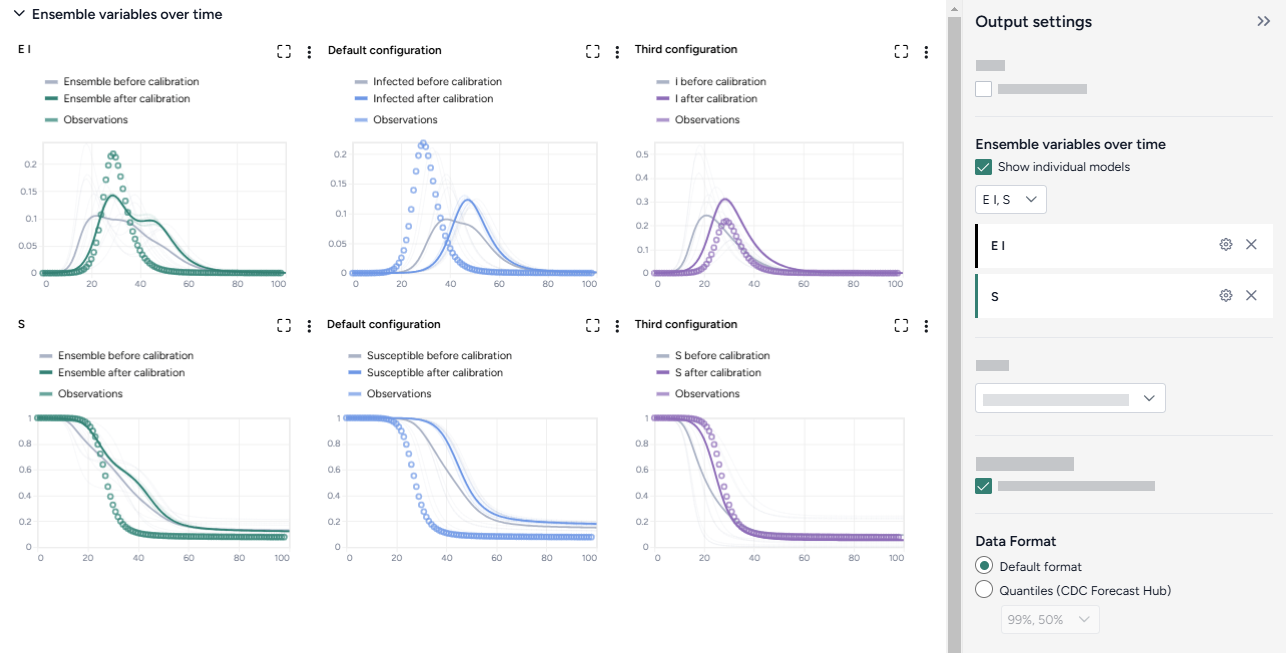 Ensemble variables over time
E I
Ensemble before calibration
Ensemble after calibration
Observations
0.2
0.15
0.1
0.05
0
0 20 40 60 80 100
Default configuration
Infected before calibration
Infected after calibration
Observations
0.2
0.15
0.1
0.05
0
0 20 40 60 80 100
Third configuration
I before calibration
I after calibration
Observations
0.5
0.4
0.3
0.2
0.1
0
0 20 40 60 80 100
S
Ensemble before calibration
Ensemble after calibration
Observations
1
0.8
0.6
0.4
0.2
0
0 20 40 60 80 100
Default configuration
Susceptible before calibration
Susceptible after calibration
Observations
1
0.8
0.6
0.4
0.2
0
0 20 40 60 80 100
Third configuration
S before calibration
S after calibration
Observations
1
0.8
0.6
0.4
0.2
0
0 20 40 60 80 100
Output settings
Ensemble variables over time
Show individual models
E I, S
E I
S
Data Format
Default format
Quantiles (CDC Forecast Hub)
99%, 50%